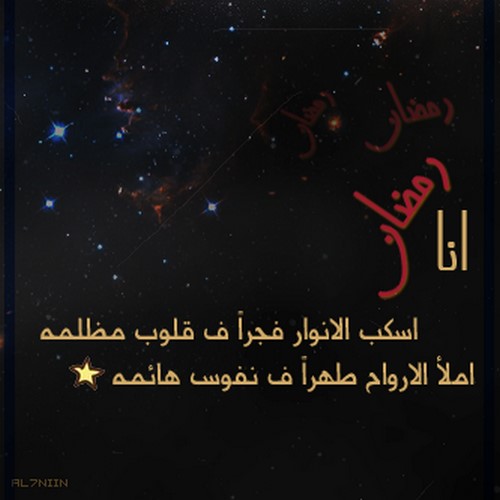 رمضان
رمضان
انا رمضان
اسكب الانوار فجراً ف قلوب مظلمه
املأ الارواح طهراً ف نفوس هائمه
AL7NIIN